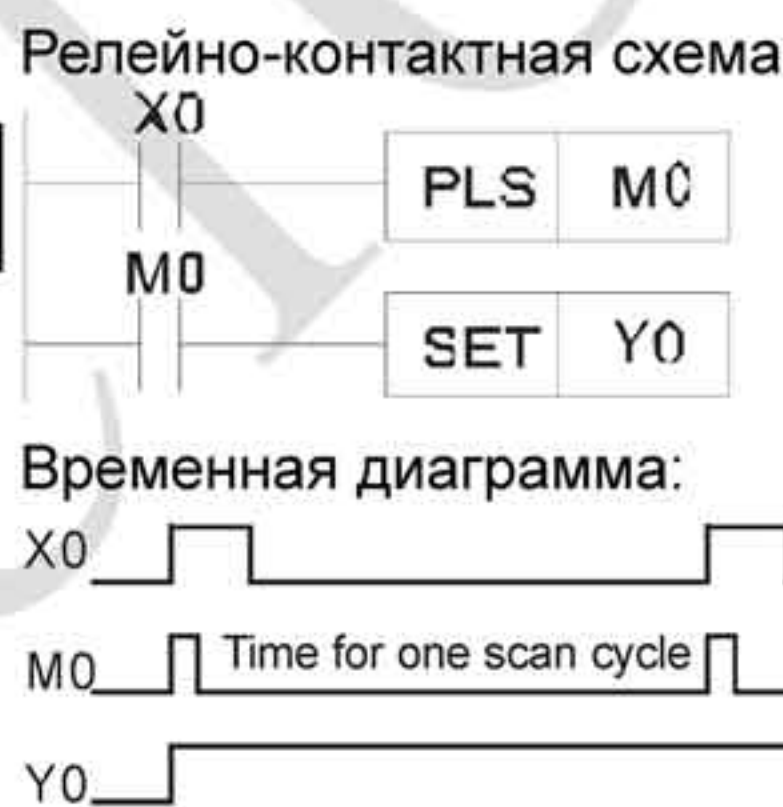 Релейно-контактная схема
X0
PLS M0
M0
SET Y0
Временная диаграмма:
X0
M0 Time for one scan cycle
Y0